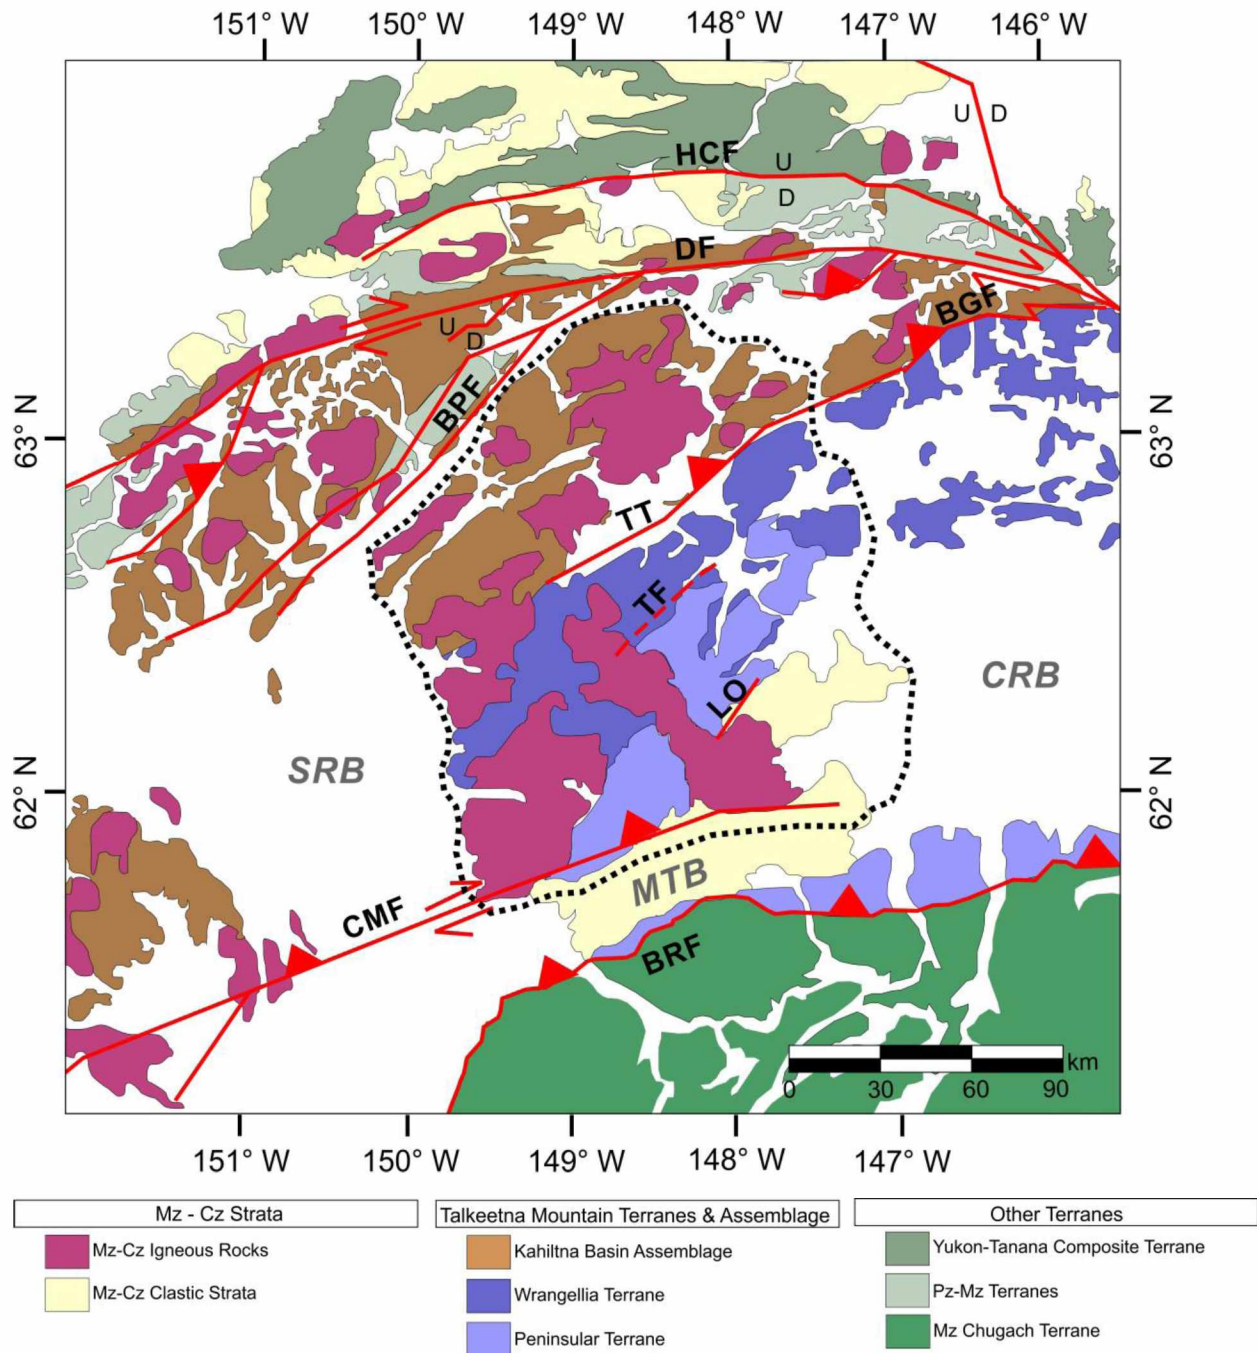 151° W 150° W 149° W 148° W 147° W 146° W
U D
HCF U
D
DF
BGF
U
D
BPF
63° N 63° N
TT
TF
CRB
LO
SRB
62° N 62° N
MTB
CMF
BRF
km
0 30 60 90
151° W 150° W 149° W 148° W 147° W
Mz - Cz Strata
Mz-Cz Igneous Rocks
Mz-Cz Clastic Strata
Talkeetna Mountain Terranes & Assemblage
Kahiltna Basin Assemblage
Wrangellia Terrane
Peninsular Terrane
Other Terranes
Yukon-Tanana Composite Terrane
Pz-Mz Terranes
Mz Chugach Terrane